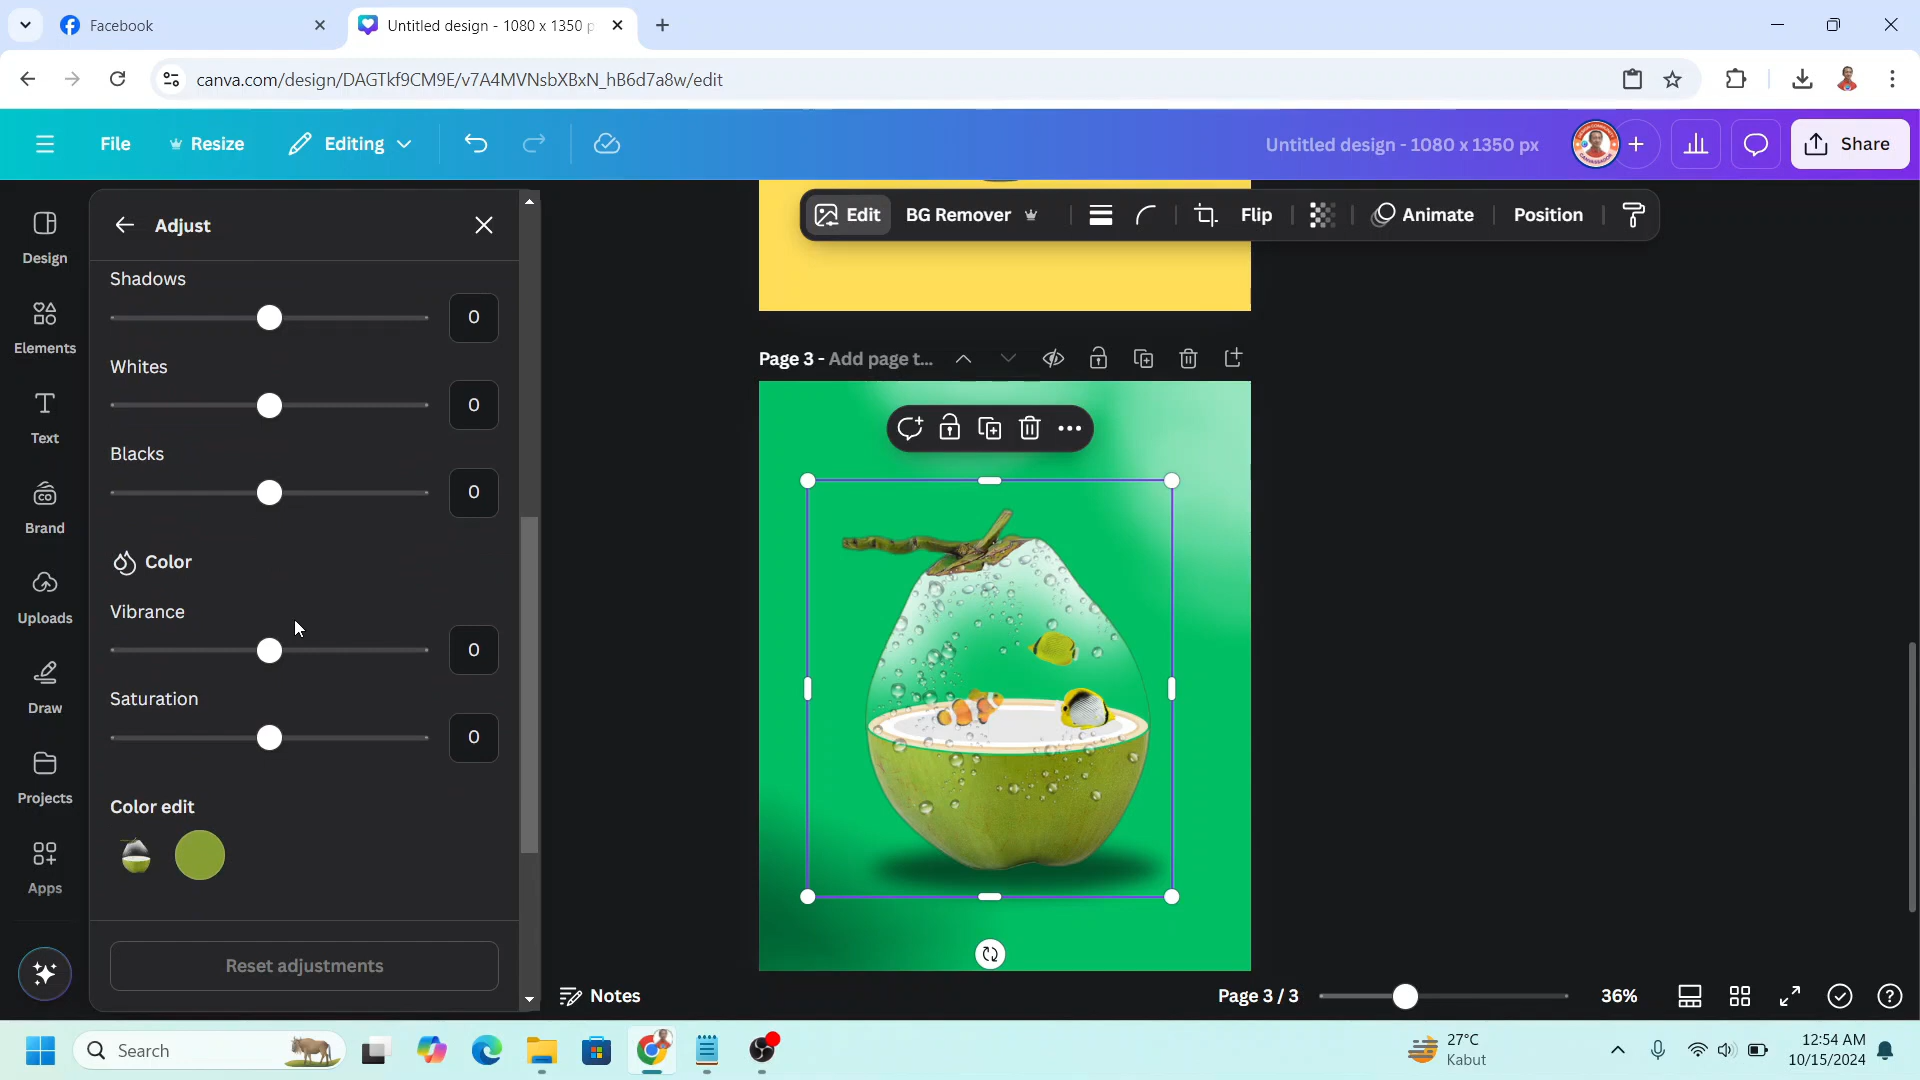 Facebook
Untitled design - 1080 x 1350 p
canva.com/design/DAGTkf9CM9E/v7A4MVNsbXBxN_hB6d7a8w/edit
File
Resize
Editing
Untitled design - 1080 x 1350 px
Share
Design
Elements
Text
Brand
Uploads
Draw
Projects
Apps
Adjust
Shadows
0
Whites
0
Blacks
0
Color
Vibrance
0
Saturation
0
Color edit
Reset adjustments
Edit
BG Remover
Flip
Animate
Position
Page 3 - Add page t...
Notes
Page 3 / 3
36%
Search
27°C
Kabut
12:54 AM
10/15/2024